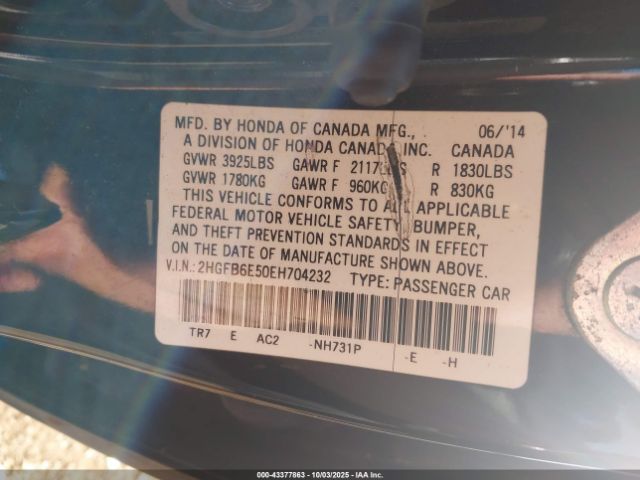 MFD. BY HONDA OF CANADA MFG., 06/'14
A DIVISION OF HONDA CANADA, INC. CANADA
GVWR 3925LBS GAWR F 2117 R 1830LBS
GVWR 1780KG GAWR F 960KG R 830KG
THIS VEHICLE CONFORMS TO APPLICABLE
FEDERAL MOTOR VEHICLE SAFETY, BUMPER,
AND THEFT PREVENTION STANDARDS IN EFFECT
ON THE DATE OF MANUFACTURE SHOWN ABOVE.
V.I.N.: 2HGFB6E50EH704232 TYPE: PASSENGER CAR
TR7 E AC2 -NH731P -E -H
000-43377863 | 10/03/2025 - IAA Inc.